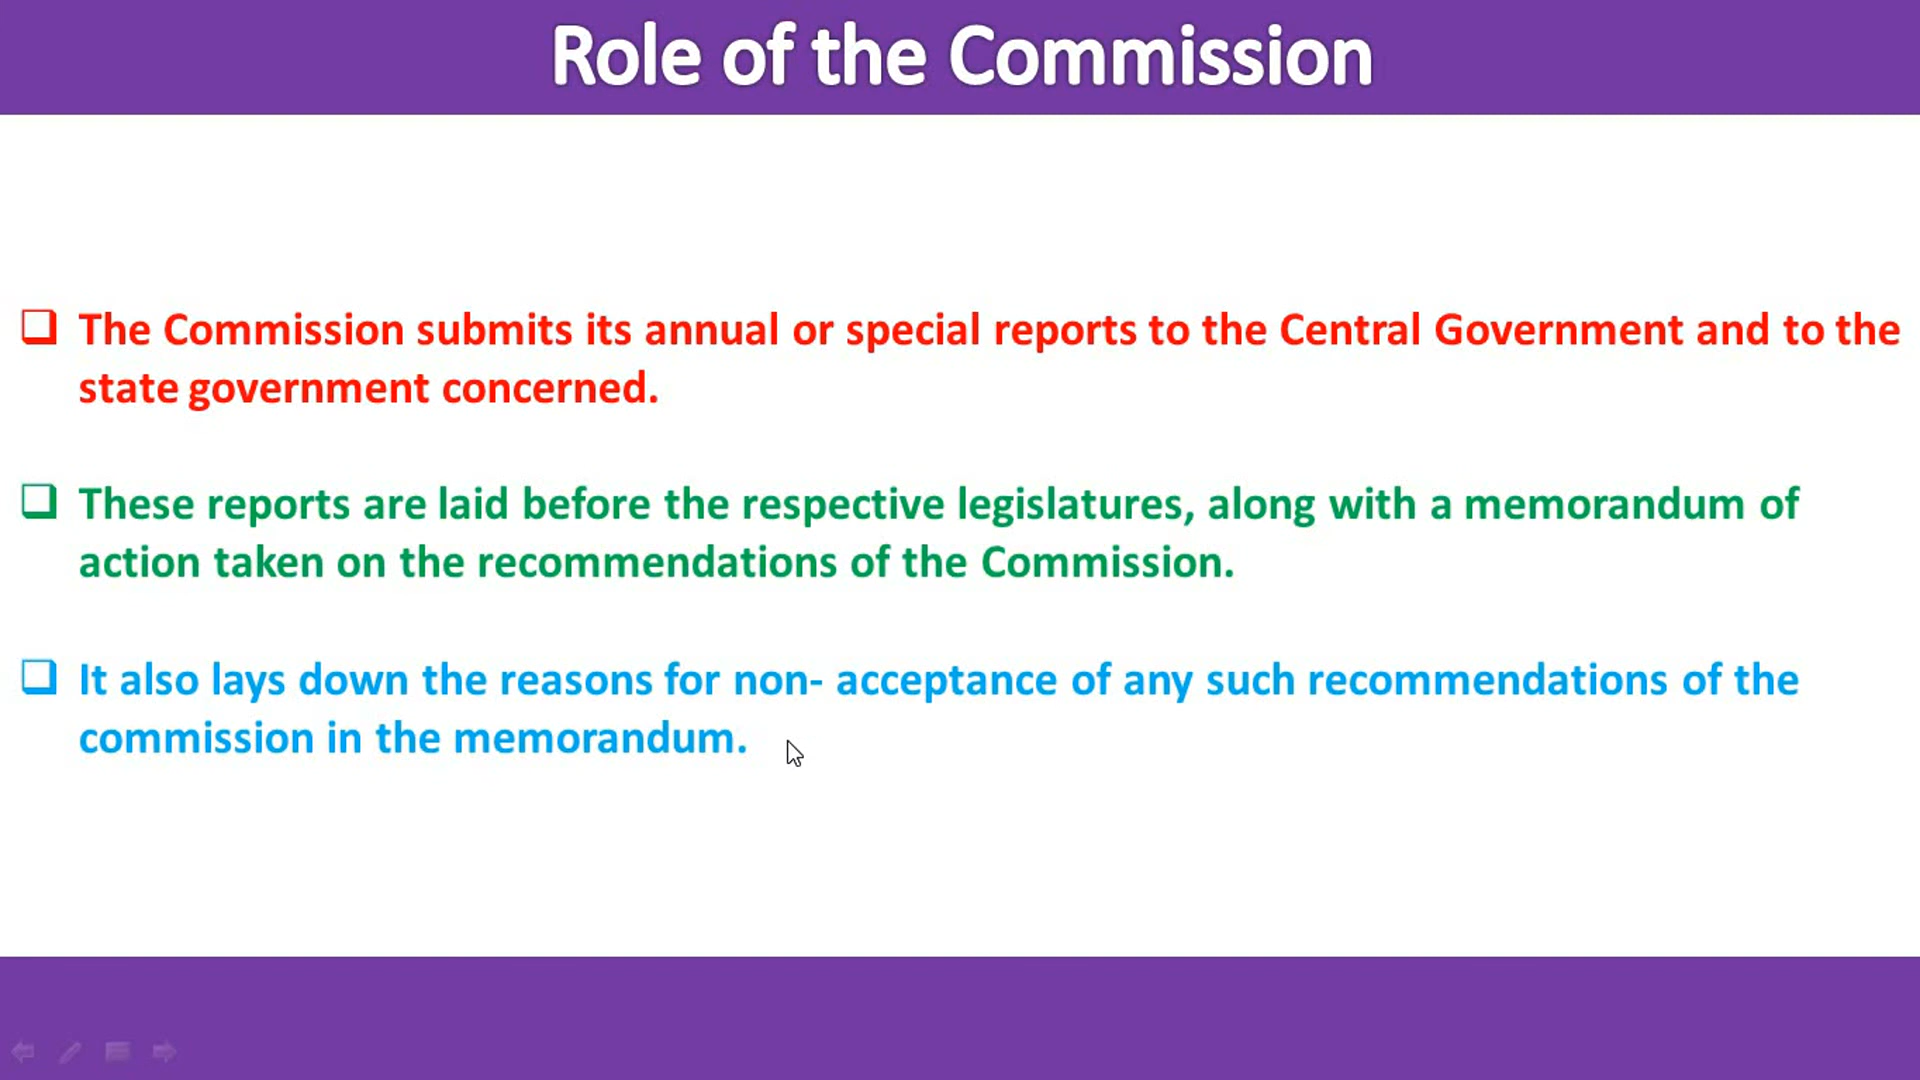 Role of the Commission
The Commission submits its annual or special reports to the Central Government and to the
state government concerned.
These reports are laid before the respective legislatures, along with a memorandum of
action taken on the recommendations of the Commission.
It also lays down the reasons for non- acceptance of any such recommendations of the
commission in the memorandum.